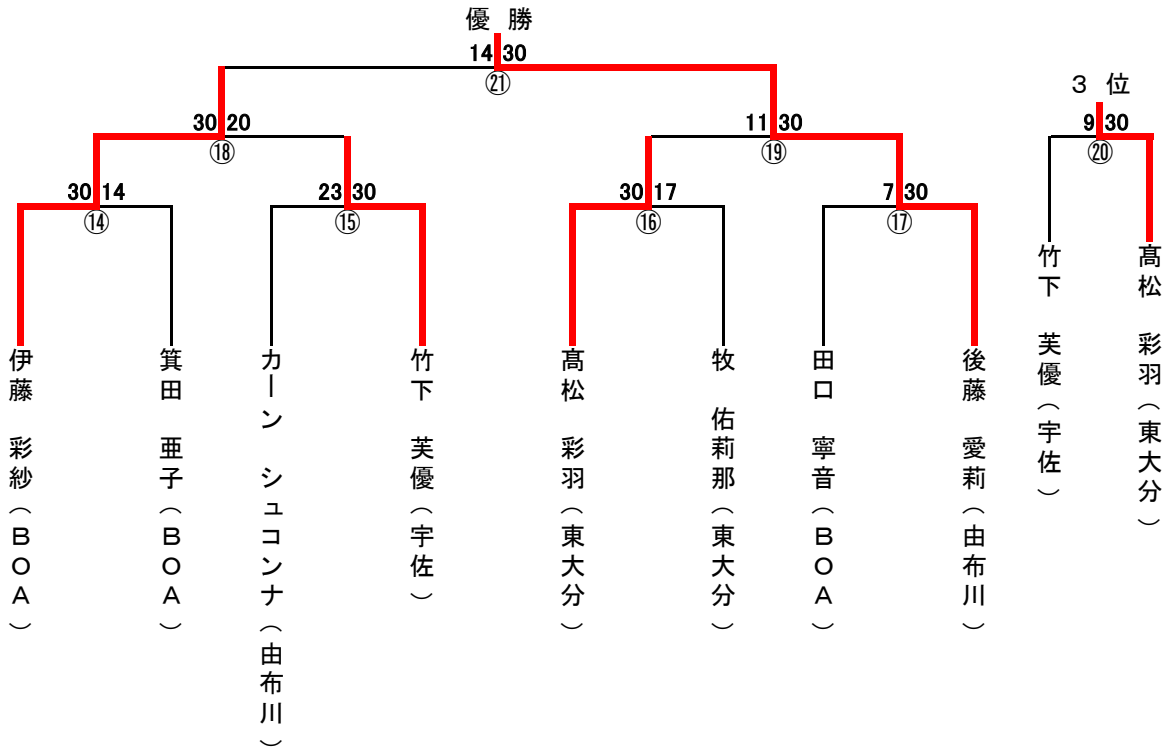 優 勝
14 30
㉑
3 位
30 20
⑱
11 30
⑲
9 30
⑳
30 14
⑭
23 30
⑮
30 17
⑯
7 30
⑰
伊藤 彩紗（BOA）
箕田 亜子（BOA）
カーン シュコンナ（由布川）
竹下 芙優（宇佐）
髙松 彩羽（東大分）
牧 佑莉那（東大分）
田口 寧音（BOA）
後藤 愛莉（由布川）
竹下 芙優（宇佐）
髙松 彩羽（東大分）